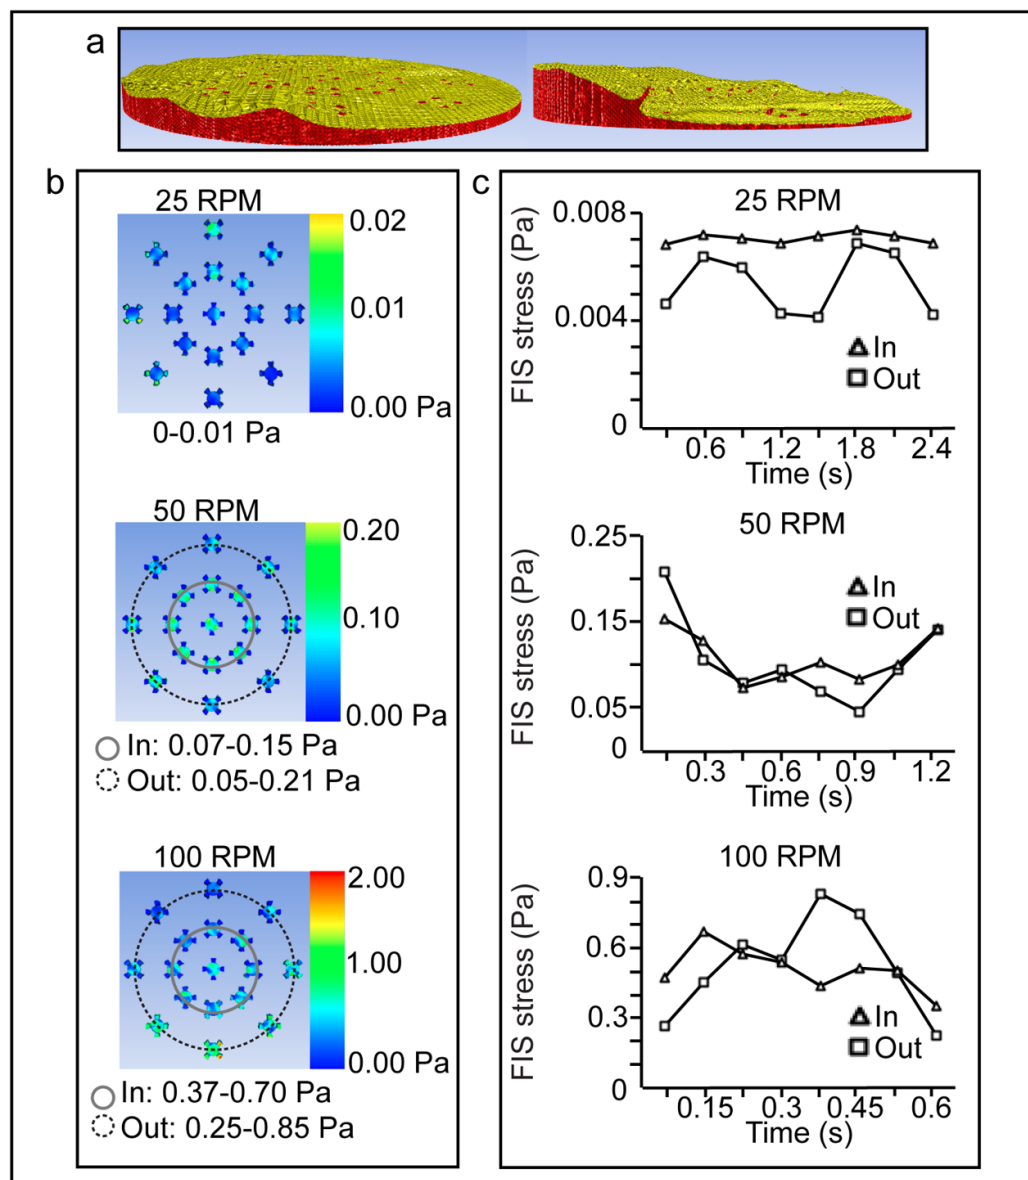 a
b
25 RPM
0.02
0.01
0.00 Pa
0-0.01 Pa
50 RPM
0.20
0.10
0.00 Pa
In: 0.07-0.15 Pa
Out: 0.05-0.21 Pa
100 RPM
2.00
1.00
0.00 Pa
In: 0.37-0.70 Pa
Out: 0.25-0.85 Pa
c
25 RPM
FIS stress (Pa)
0.008
0.004
0
In
Out
0.6 1.2 1.8 2.4
Time (s)
50 RPM
FIS stress (Pa)
0.25
0.15
0.05
0
In
Out
0.3 0.6 0.9 1.2
Time (s)
100 RPM
FIS stress (Pa)
0.9
0.6
0.3
0
In
Out
0.15 0.3 0.45 0.6
Time (s)